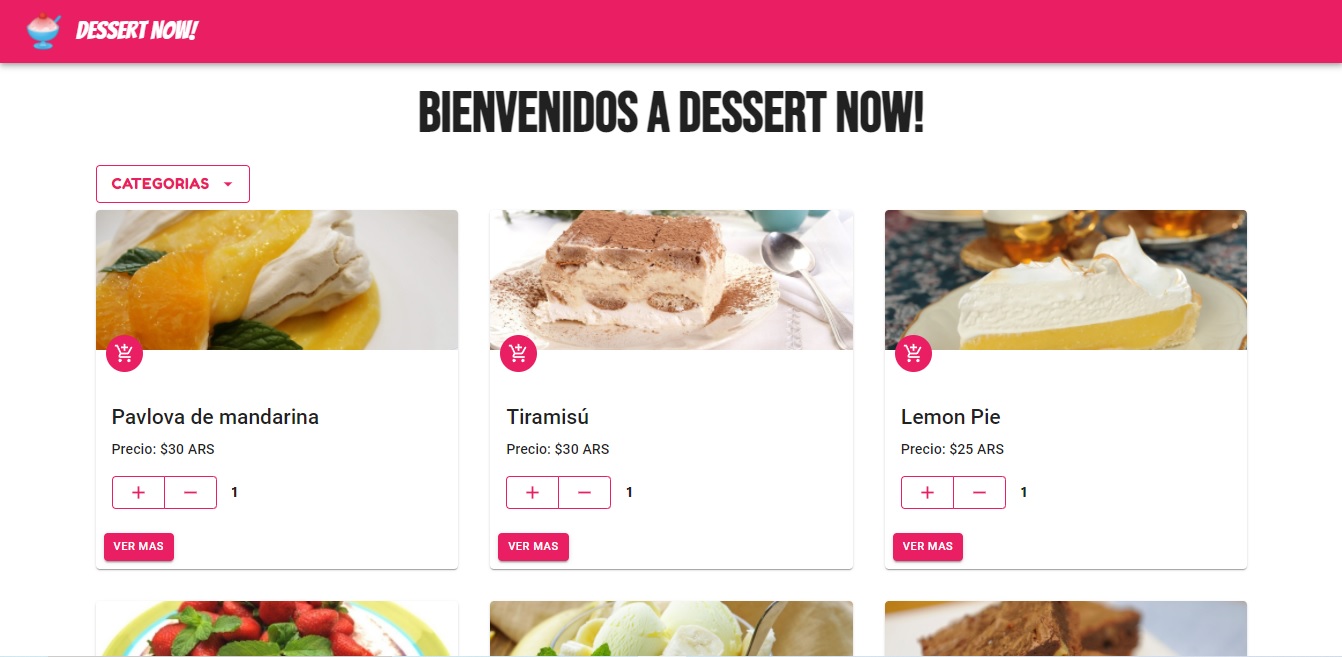 DESSERT NOW!
BIENVENIDOS A DESSERT NOW!
CATEGORIAS
Pavlova de mandarina
Precio: $30 ARS
+ − 1
VER MAS
Tiramisú
Precio: $30 ARS
+ − 1
VER MAS
Lemon Pie
Precio: $25 ARS
+ − 1
VER MAS